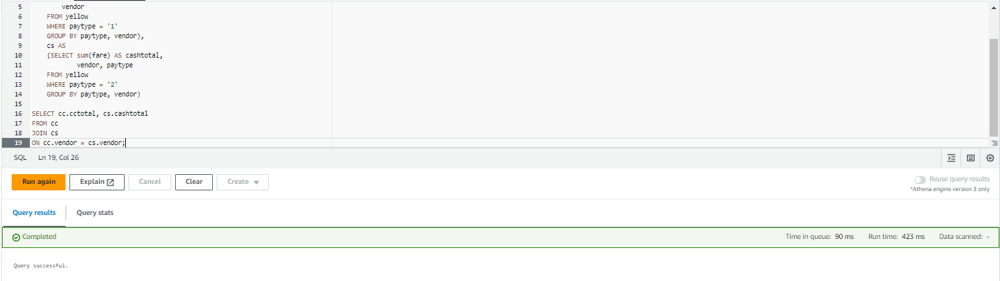 5 vendor
6 FROM yellow
7 WHERE paytype = '1'
8 GROUP BY paytype, vendor),
9 cs AS
10 (SELECT sum(fare) AS cashtotal,
11 vendor, paytype
12 FROM yellow
13 WHERE paytype = '2'
14 GROUP BY paytype, vendor)
15
16 SELECT cc.cctotal, cs.cashtotal
17 FROM cc
18 JOIN cs
19 ON cc.vendor = cs.vendor;
SQL Ln 19, Col 26
Run again Explain Cancel Clear Create Reuse query results
*Athena engine version 3 only
Query results Query stats
Completed Time in queue: 90 ms Run time: 423 ms Data scanned: -
Query successful.